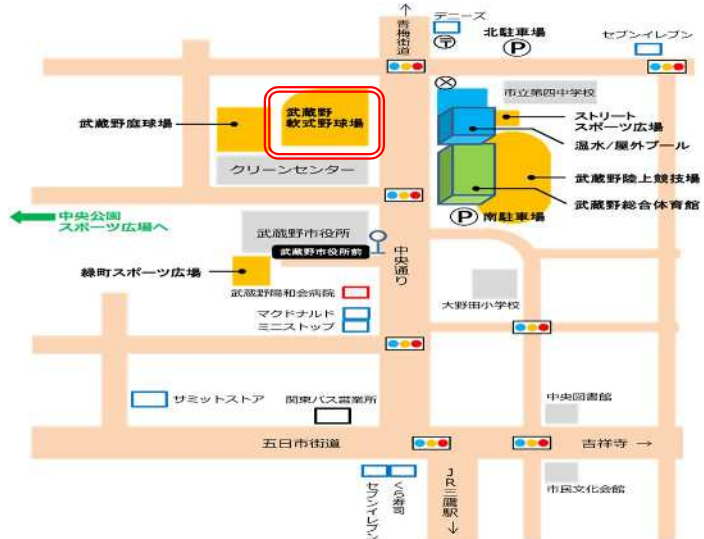 ↑
青梅街道
デニーズ
〒
北駐車場
P
セブンイレブン
武蔵野庭球場
武蔵野
軟式野球場
市立第四中学校
ストリート
スポーツ広場
温水/屋外プール
クリーンセンター
武蔵野陸上競技場
武蔵野総合体育館
P 南駐車場
中央公園
スポーツ広場へ
武蔵野市役所
武蔵野市役所前
中央通り
緑町スポーツ広場
武蔵野陽和会病院
大野田小学校
マクドナルド
ミニストップ
サミットストア
関東バス営業所
中央図書館
五日市街道
吉祥寺 →
セブンイレブン
くら寿司
JR三鷹駅
↓
市民文化会館